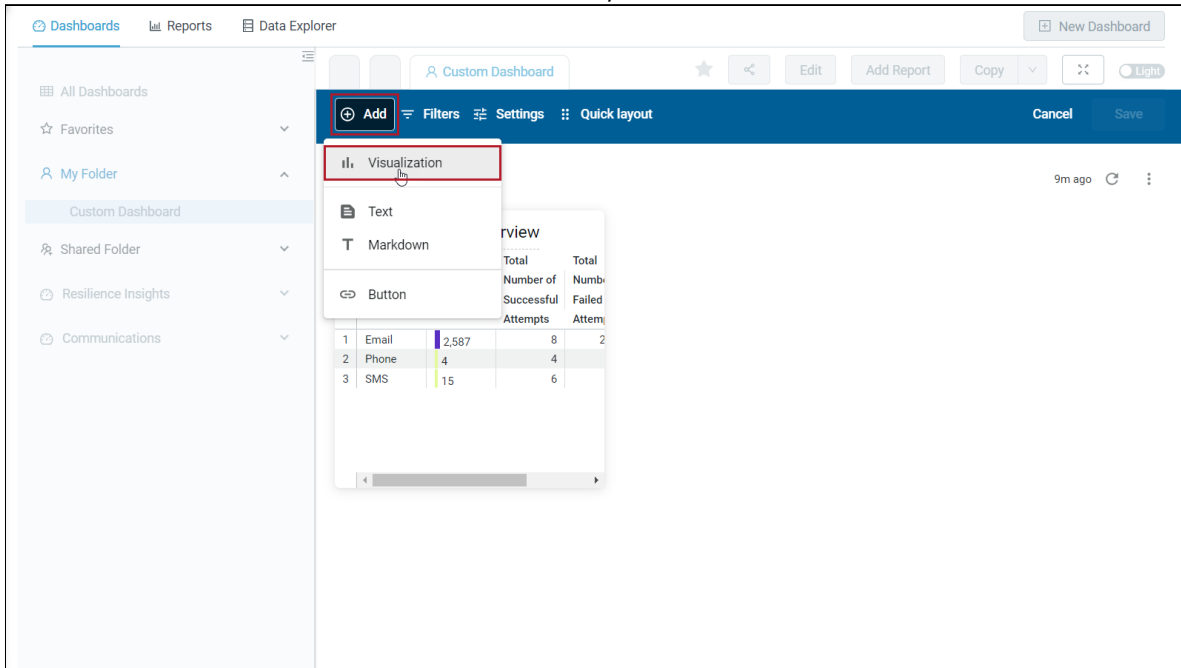 Dashboards Reports Data Explorer New Dashboard
Custom Dashboard Edit Add Report Copy Light
All Dashboards
Add Filters Settings Quick layout Cancel Save
Favorites
Visualization
My Folder
9m ago
Custom Dashboard
Text
rview
Markdown
Shared Folder
Total Total
Number of
Button
Resilience Insights
Successful Failed
Attempts
1 Email 2,587 8 2
Communications
2 Phone 4 4
3 SMS 15 6